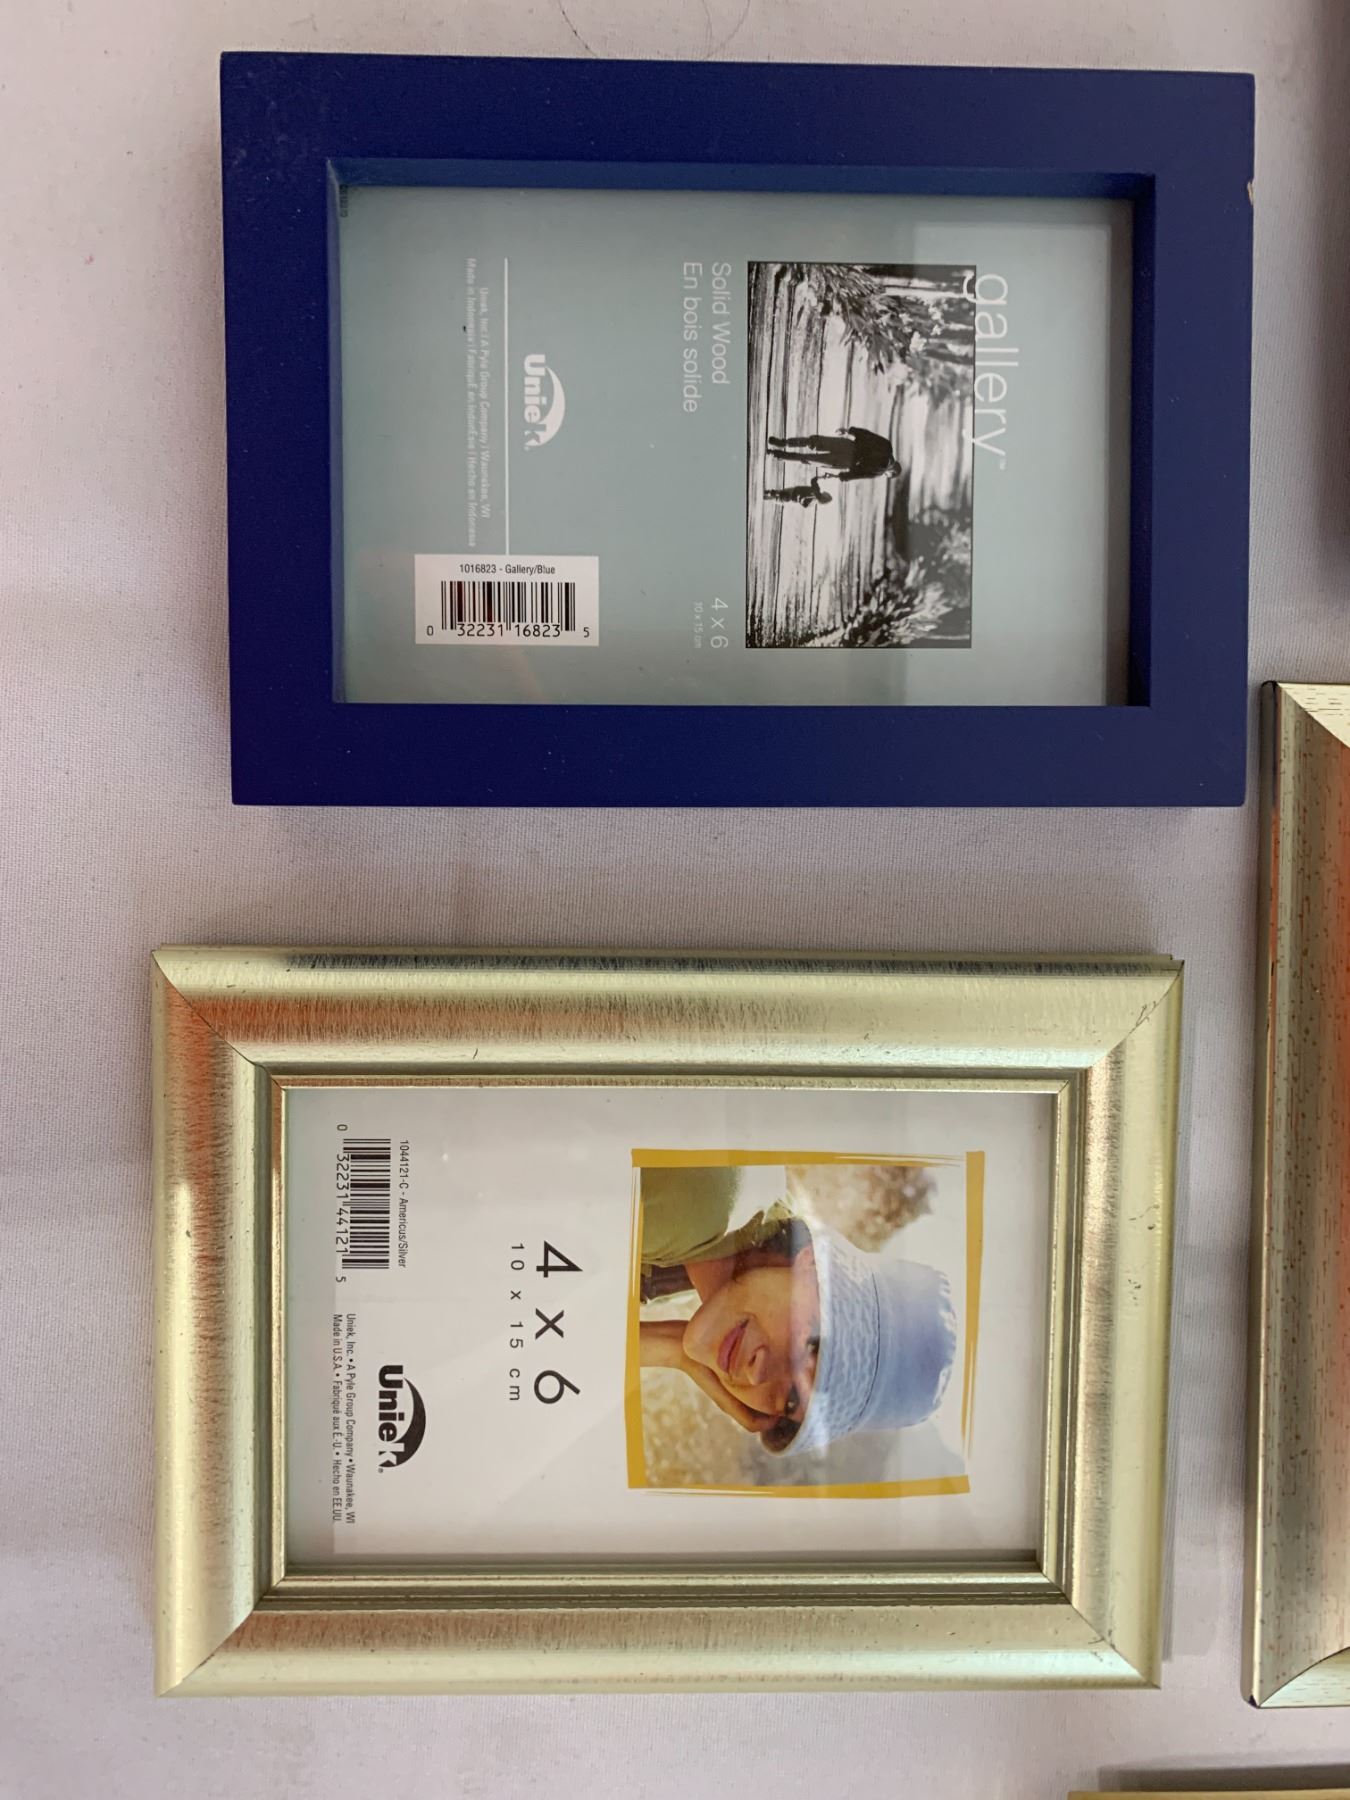 gallery™
Solid Wood
En bois solide
4 x 6
10 x 15 cm
Uniek®
Uniek, Inc. | A Pyle Group Company | Waunakee, WI
Made in Indonesia | Fabriqué en Indonésie | Hecho en Indonesia
1016823 - Gallery/Blue
0 32231 16823 5
4 x 6
10 x 15 cm
1044121-C - Americus/Silver
0 32231 44121 5
Uniek®
Uniek, Inc. • A Pyle Group Company • Waunakee, WI
Made in U.S.A. • Fabriqué aux É.-U. • Hecho en EE.UU.